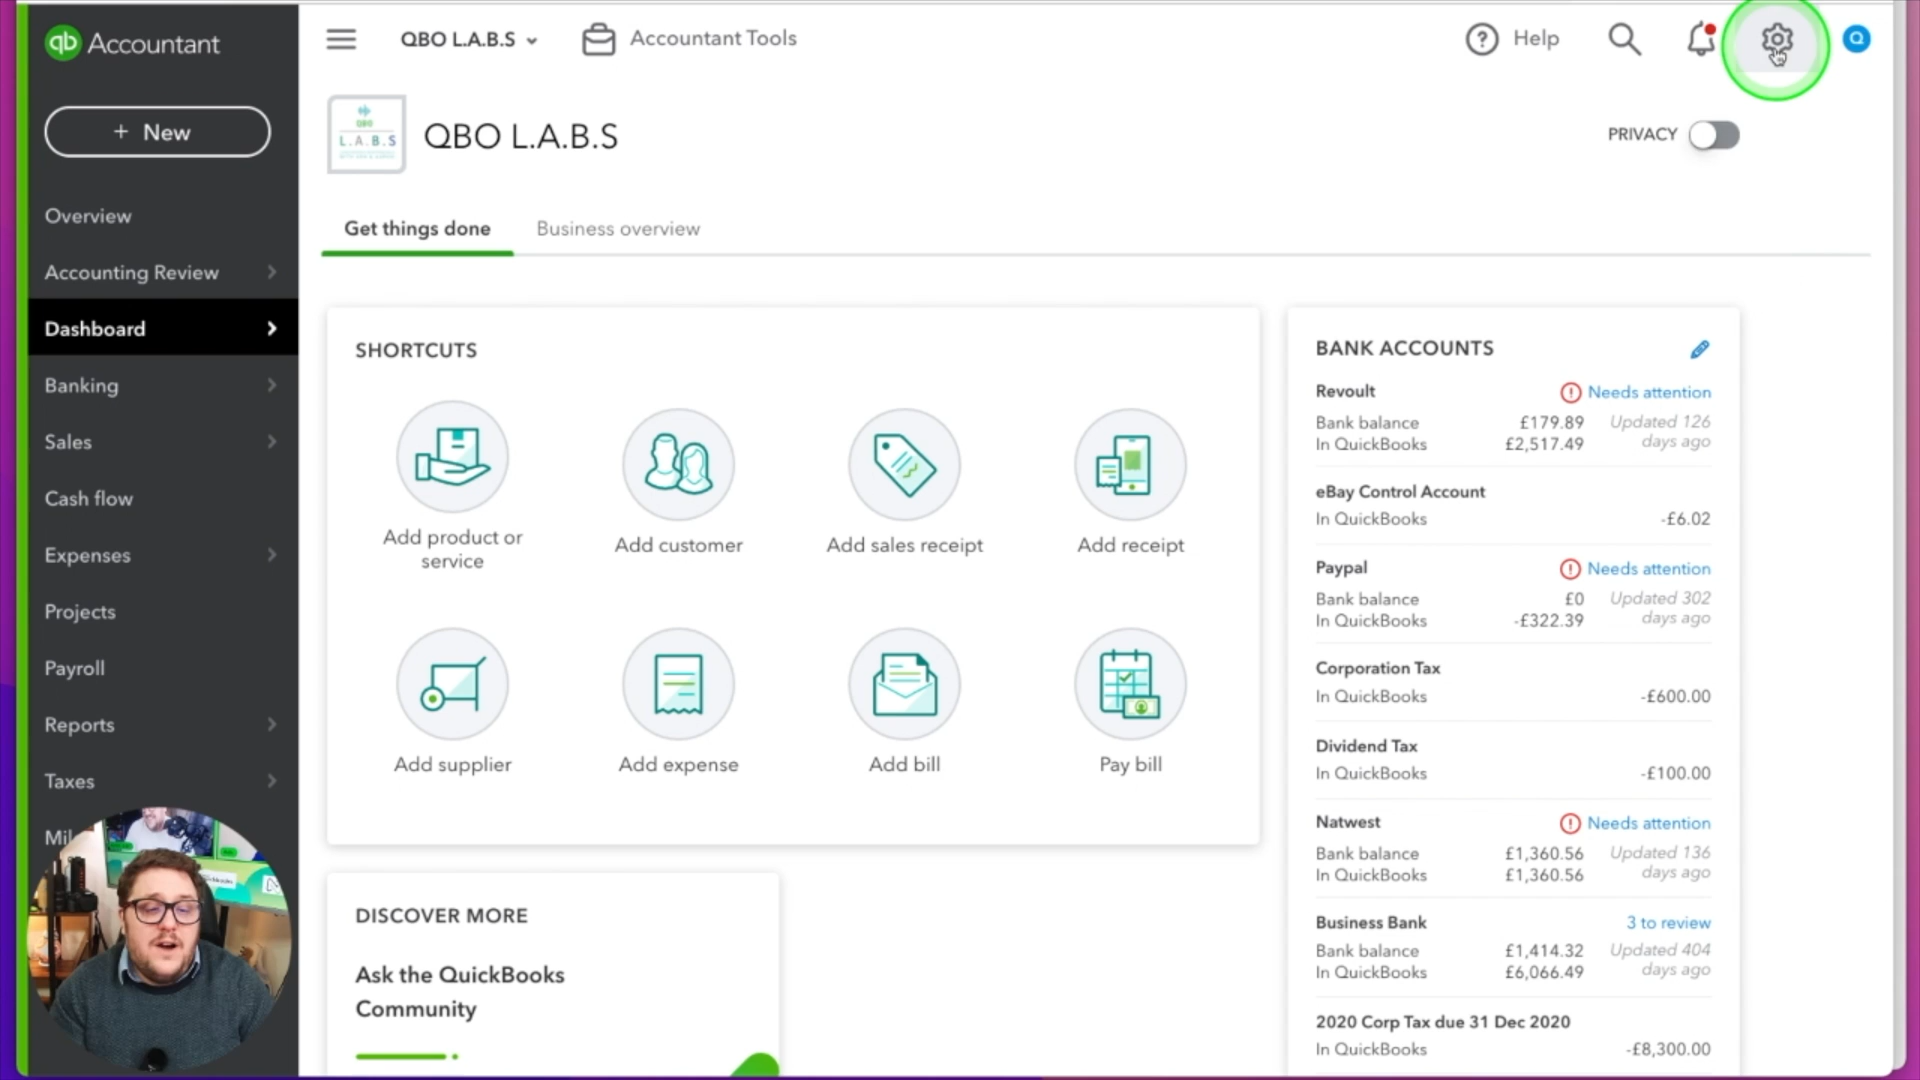 qb Accountant
QBO L.A.B.S
Accountant Tools
Help
Q
+ New
QBO
L.A.B.S
QBO L.A.B.S
PRIVACY
Overview
Accounting Review
Dashboard
Banking
Sales
Cash flow
Expenses
Projects
Payroll
Reports
Taxes
Mil
Get things done
Business overview
SHORTCUTS
Add product or
service
Add customer
Add sales receipt
Add receipt
Add supplier
Add expense
Add bill
Pay bill
DISCOVER MORE
Ask the QuickBooks
Community
BANK ACCOUNTS
Revoult Needs attention
Bank balance £179.89 Updated 126
In QuickBooks £2,517.49 days ago
eBay Control Account
In QuickBooks -£6.02
Paypal Needs attention
Bank balance £0 Updated 302
In QuickBooks -£322.39 days ago
Corporation Tax
In QuickBooks -£600.00
Dividend Tax
In QuickBooks -£100.00
Natwest Needs attention
Bank balance £1,360.56 Updated 136
In QuickBooks £1,360.56 days ago
Business Bank 3 to review
Bank balance £1,414.32 Updated 404
In QuickBooks £6,066.49 days ago
2020 Corp Tax due 31 Dec 2020
In QuickBooks -£8,300.00